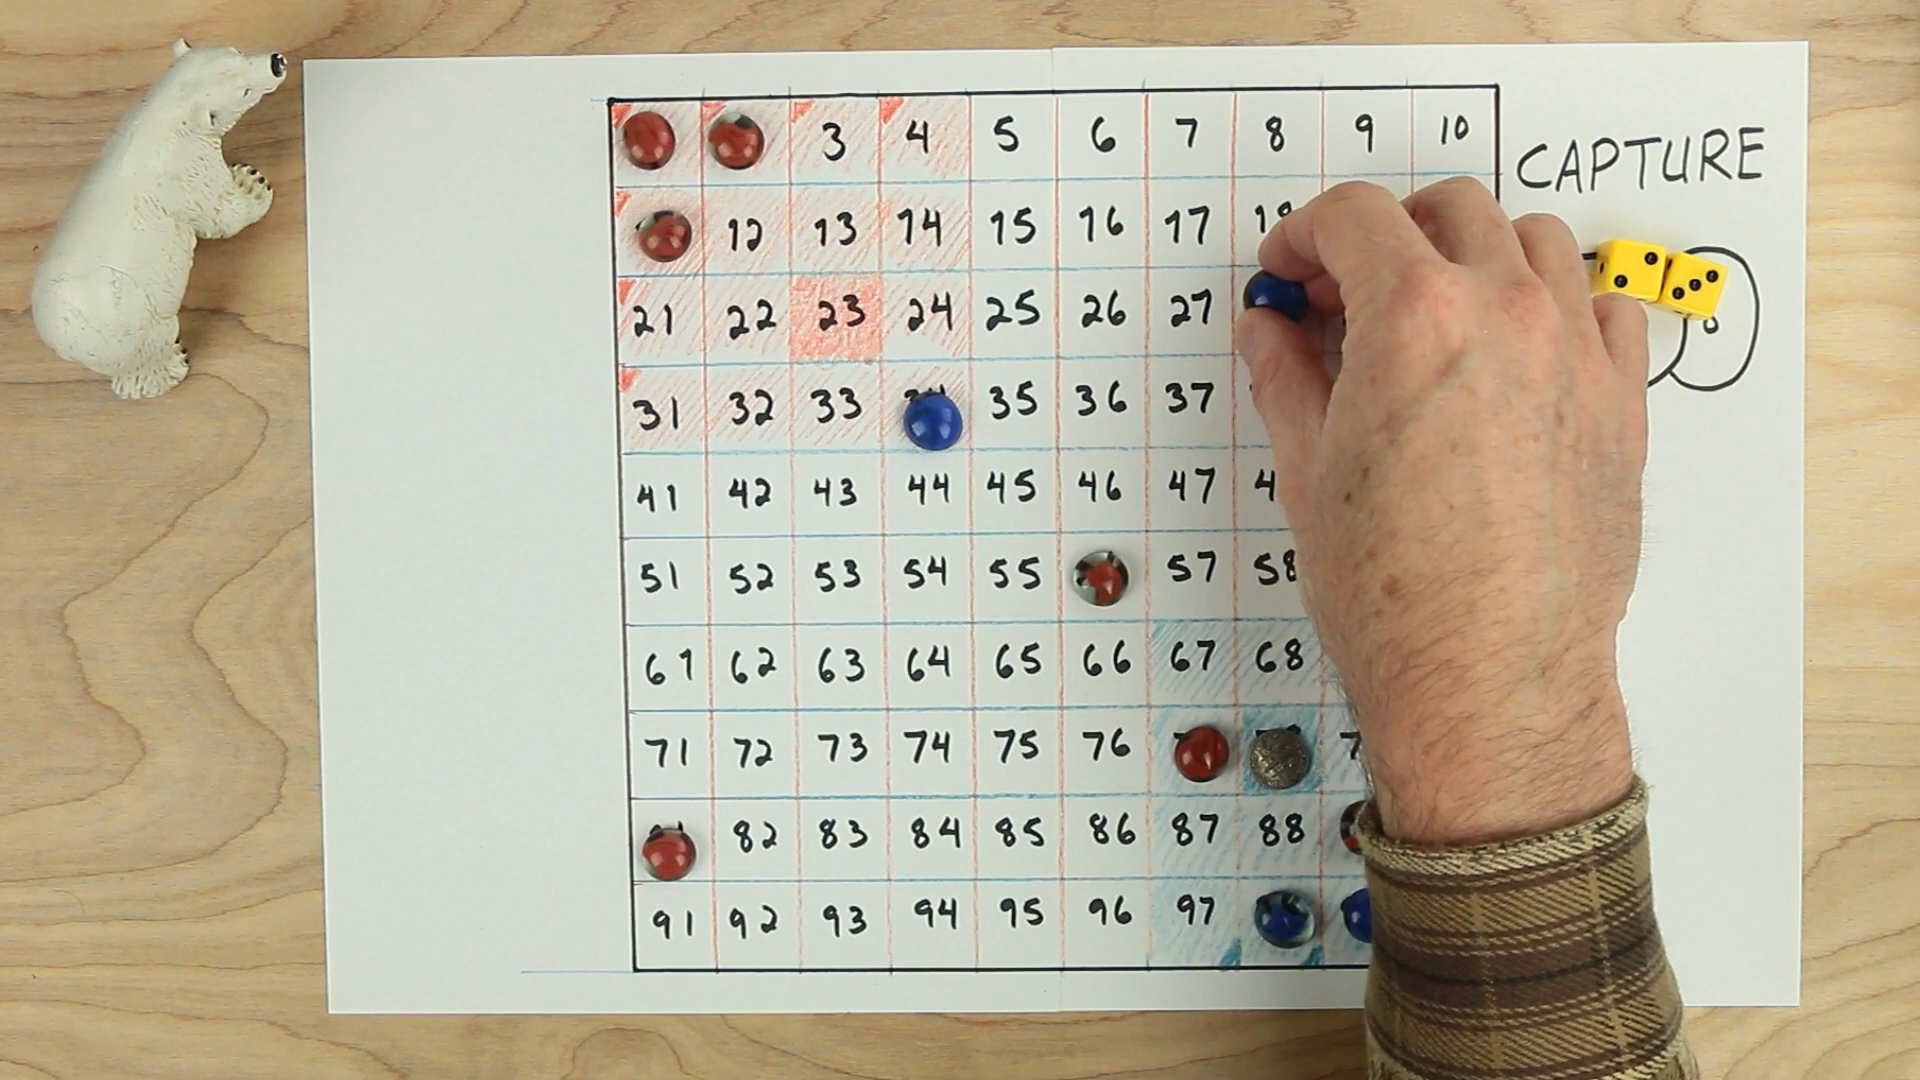 3 4 5 6 7 8 9 10
CAPTURE
12 13 14 15 16 17
21 22 23 24 25 26 27
31 32 33 35 36 37
41 42 43 44 45 46 47
51 52 53 54 55 57 58
61 62 63 64 65 66 67 68
71 72 73 74 75 76
82 83 84 85 86 87 88
91 92 93 94 95 96 97